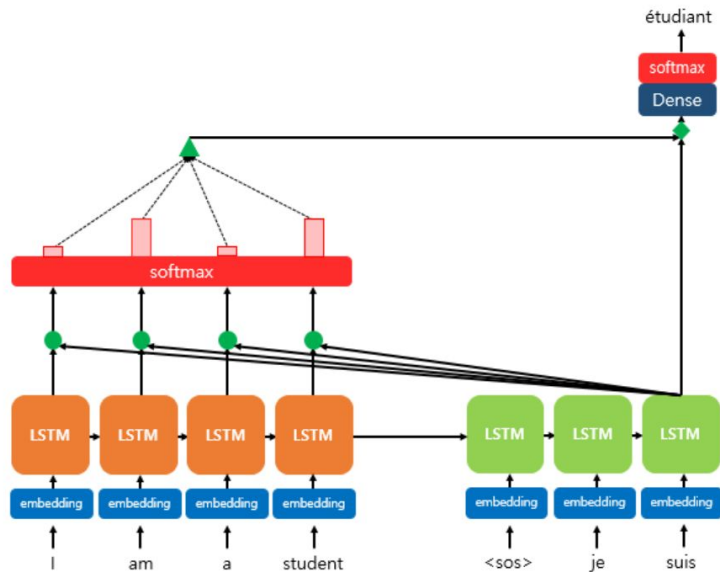 étudiant
softmax
Dense
softmax
LSTM LSTM LSTM LSTM LSTM LSTM LSTM
embedding embedding embedding embedding embedding embedding embedding
I am a student <sos> je suis